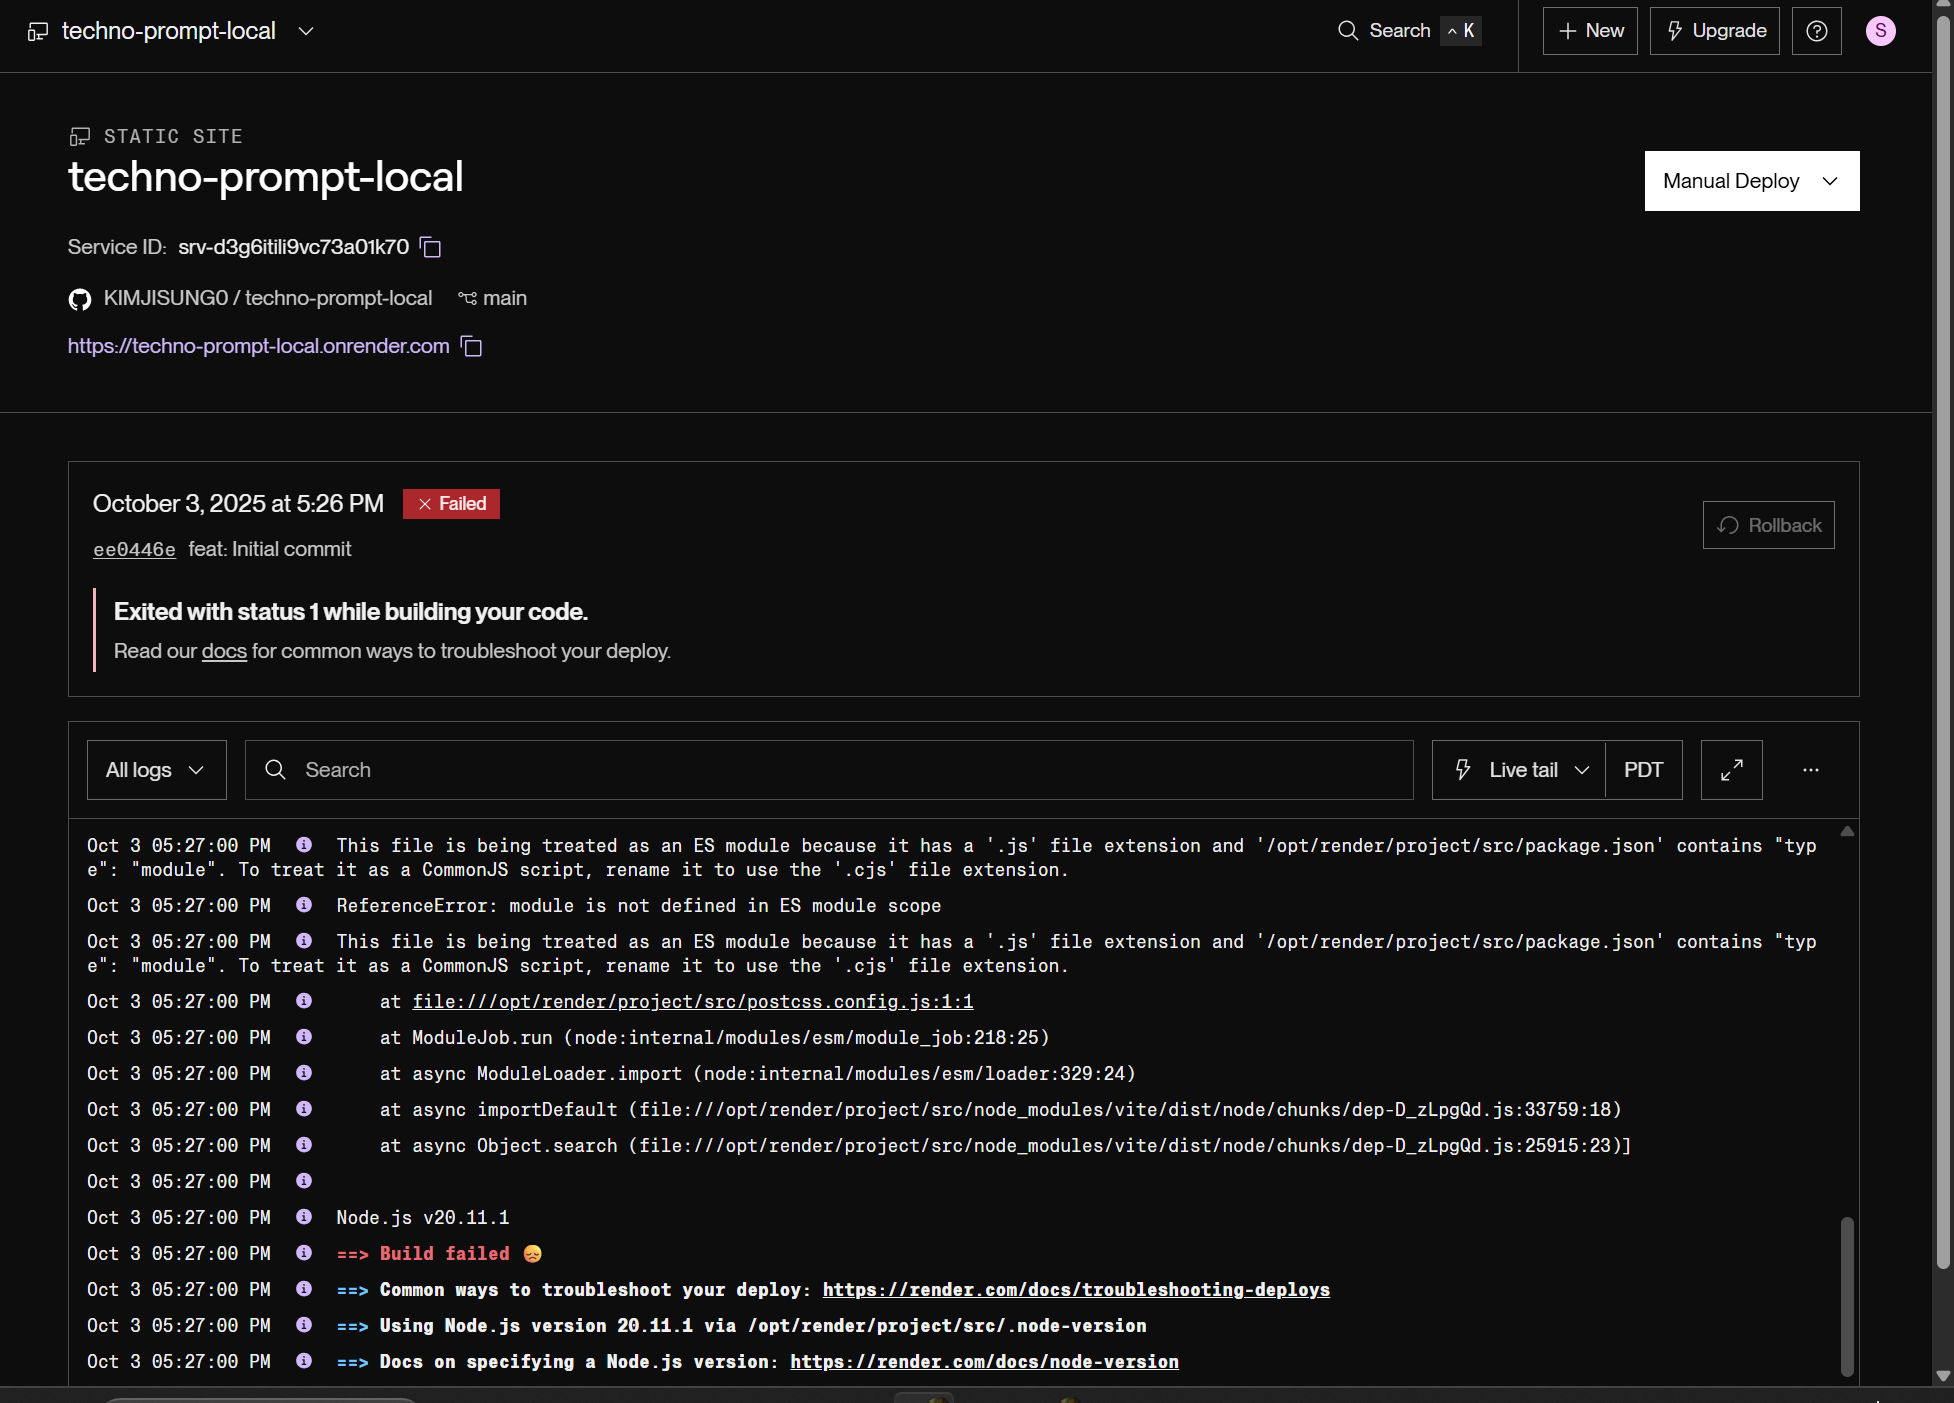 techno-prompt-local
Search ^ K
+ New
Upgrade
S
STATIC SITE
techno-prompt-local
Manual Deploy
Service ID: srv-d3g6itili9vc73a01k70
KIMJISUNG0 / techno-prompt-local main
https://techno-prompt-local.onrender.com
October 3, 2025 at 5:26 PM Failed
Rollback
ee0446e feat: Initial commit
Exited with status 1 while building your code.
Read our docs for common ways to troubleshoot your deploy.
All logs
Search
Live tail
PDT
Oct 3 05:27:00 PM This file is being treated as an ES module because it has a '.js' file extension and '/opt/render/project/src/package.json' contains "typ
e": "module". To treat it as a CommonJS script, rename it to use the '.cjs' file extension.
Oct 3 05:27:00 PM ReferenceError: module is not defined in ES module scope
Oct 3 05:27:00 PM This file is being treated as an ES module because it has a '.js' file extension and '/opt/render/project/src/package.json' contains "typ
e": "module". To treat it as a CommonJS script, rename it to use the '.cjs' file extension.
Oct 3 05:27:00 PM at file:///opt/render/project/src/postcss.config.js:1:1
Oct 3 05:27:00 PM at ModuleJob.run (node:internal/modules/esm/module_job:218:25)
Oct 3 05:27:00 PM at async ModuleLoader.import (node:internal/modules/esm/loader:329:24)
Oct 3 05:27:00 PM at async importDefault (file:///opt/render/project/src/node_modules/vite/dist/node/chunks/dep-D_zLpgQd.js:33759:18)
Oct 3 05:27:00 PM at async Object.search (file:///opt/render/project/src/node_modules/vite/dist/node/chunks/dep-D_zLpgQd.js:25915:23)]
Oct 3 05:27:00 PM
Oct 3 05:27:00 PM Node.js v20.11.1
Oct 3 05:27:00 PM ==> Build failed 😞
Oct 3 05:27:00 PM ==> Common ways to troubleshoot your deploy: https://render.com/docs/troubleshooting-deploys
Oct 3 05:27:00 PM ==> Using Node.js version 20.11.1 via /opt/render/project/src/.node-version
Oct 3 05:27:00 PM ==> Docs on specifying a Node.js version: https://render.com/docs/node-version